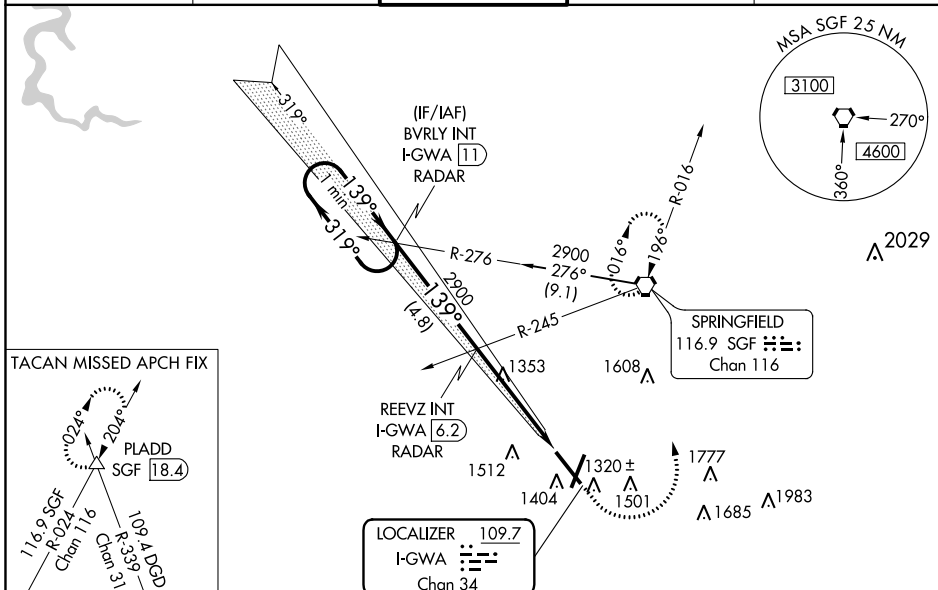 MSA SGF 25 NM
3100
270°
4600
360°
(IF/IAF)
BVRLY INT
I-GWA 11
RADAR
319°
1 min
139°
319°
R-276
2900
276°
(9.1)
016°
196°
R-016
2029
2900
139°
(4.8)
R-245
SPRINGFIELD
116.9 SGF
Chan 116
1353
1608
REEVZ INT
I-GWA 6.2
RADAR
1512
1404
1320 ±
1501
1777
1685
1983
LOCALIZER 109.7
I-GWA
Chan 34
TACAN MISSED APCH FIX
024°
204°
PLADD
SGF 18.4
116.9 SGF
R-024
Chan 116
109.4 DGD
R-339
Chan 31